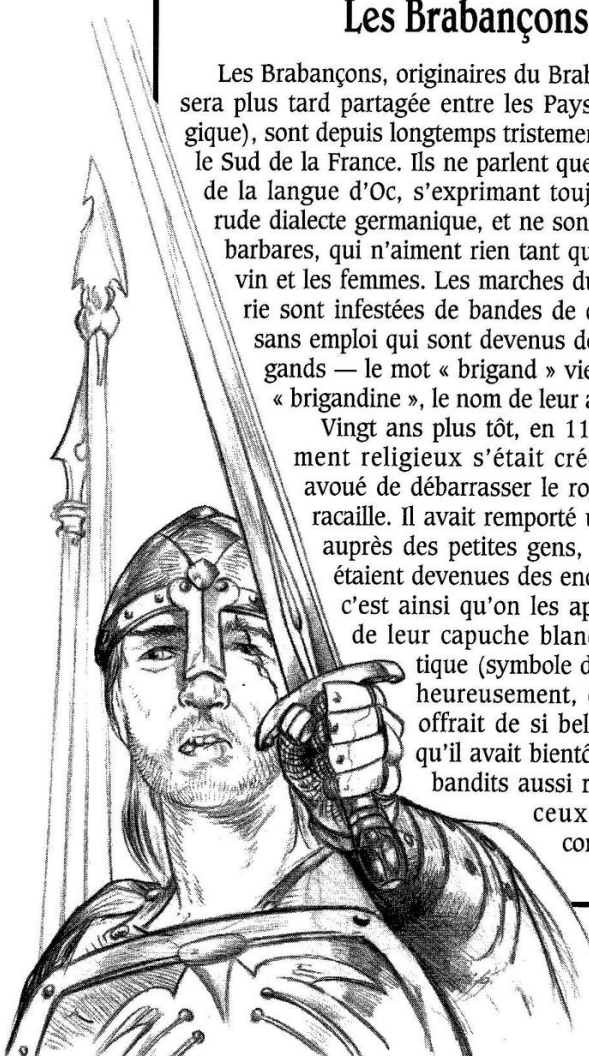 Les Brabançons
Les Brabançons, originaires du Brab
sera plus tard partagée entre les Pays
gique), sont depuis longtemps tristemen
le Sud de la France. Ils ne parlent que
de la langue d'Oc, s'exprimant touj
rude dialecte germanique, et ne son
barbares, qui n'aiment rien tant qu
vin et les femmes. Les marches du
rie sont infestées de bandes de
sans emploi qui sont devenus de
gands — le mot « brigand » vie
« brigandine », le nom de leur a
Vingt ans plus tôt, en 11
ment religieux s'était cré
avoué de débarrasser le ro
racaille. Il avait remporté u
auprès des petites gens,
étaient devenues des enc
c'est ainsi qu'on les ap
de leur capuche blanc
tique (symbole d
heureusement,
offrait de si bel
qu'il avait bientô
bandits aussi r
ceux
con